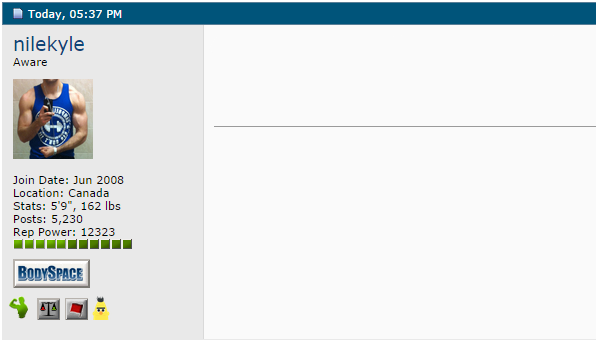 Today, 05:37 PM
nilekyle
Aware
Join Date: Jun 2008
Location: Canada
Stats: 5'9", 162 lbs
Posts: 5,230
Rep Power: 12323
BODYSPACE